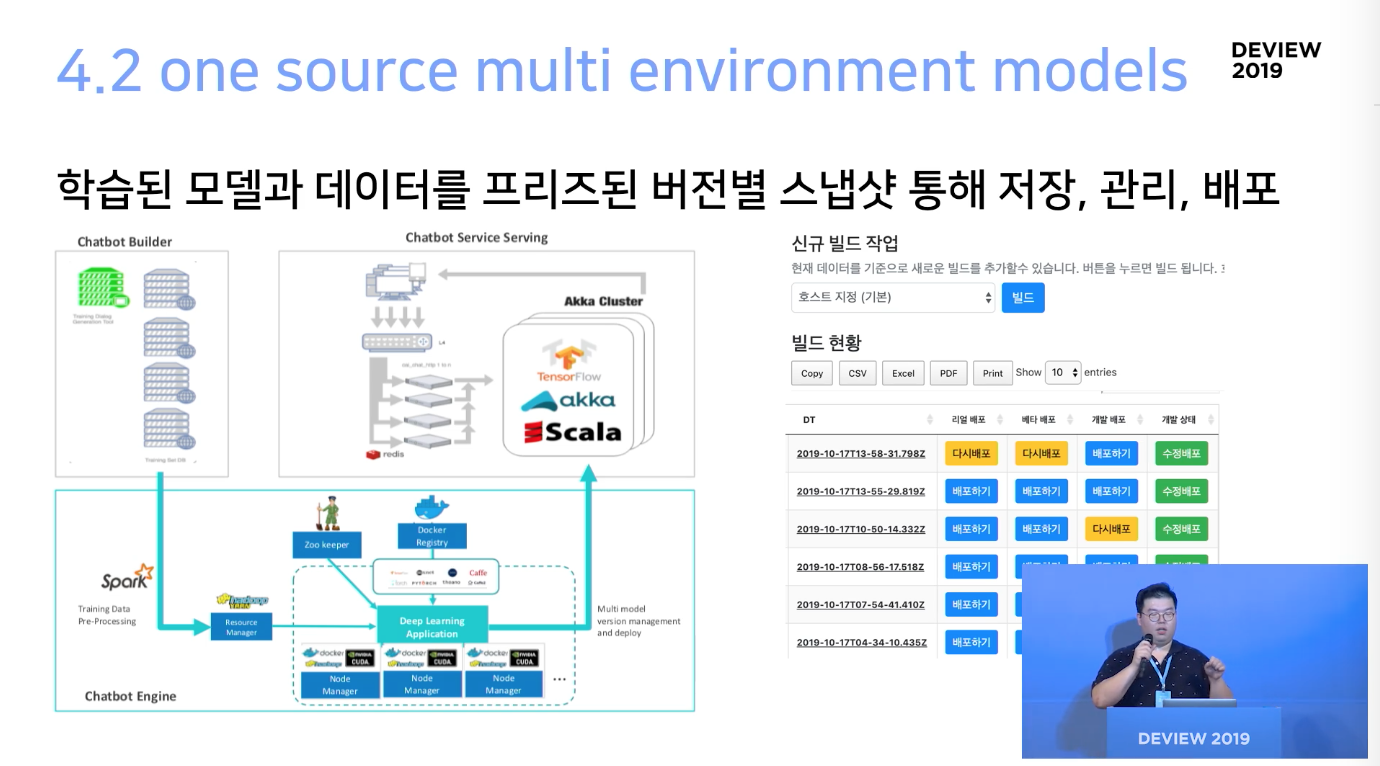 4.2 one source multi environment models
DEVIEW
2019
학습된 모델과 데이터를 프리즈된 버전별 스냅샷 통해 저장, 관리, 배포
Chatbot Builder
Training Dialog
Generation Tool
Training Set DB
Chatbot Service Serving
L4
Akka Cluster
TensorFlow
akka
Scala
redis
Zoo keeper
Docker
Registry
Caffe
PYTORCH
theano
Spark
Training Data
Pre-Processing
Resource
Manager
Deep Learning
Application
Multi model
version management
and deploy
docker
hadoop
NVIDIA
CUDA
docker
hadoop
NVIDIA
CUDA
docker
hadoop
NVIDIA
CUDA
Node
Manager
Node
Manager
Node
Manager
...
Chatbot Engine
신규 빌드 작업
현재 데이터를 기준으로 새로운 빌드를 추가할수 있습니다. 버튼을 누르면 빌드 됩니다.
호스트 지정 (기본) 빌드
빌드 현황
Copy CSV Excel PDF Print Show 10 entries
DT 리얼 배포 베타 배포 개발 배포 개발 상태
2019-10-17T13-58-31.798Z 다시배포 다시배포 배포하기 수정배포
2019-10-17T13-55-29.819Z 배포하기 배포하기 배포하기 수정배포
2019-10-17T10-50-14.332Z 배포하기 배포하기 다시배포 수정배포
2019-10-17T08-56-17.518Z 배포하기
2019-10-17T07-54-41.410Z 배포하기
2019-10-17T04-34-10.435Z 배포하기
DEVIEW 2019